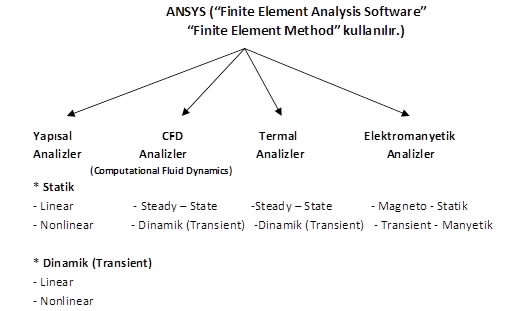 ANSYS (“Finite Element Analysis Software”
“Finite Element Method” kullanılır.)
Yapısal
Analizler
CFD
Analizler
(Computational Fluid Dynamics)
Termal
Analizler
Elektromanyetik
Analizler
* Statik
- Linear
- Nonlinear
- Steady – State
- Dinamik (Transient)
-Steady – State
-Dinamik (Transient)
- Magneto - Statik
- Transient - Manyetik
* Dinamik (Transient)
- Linear
- Nonlinear